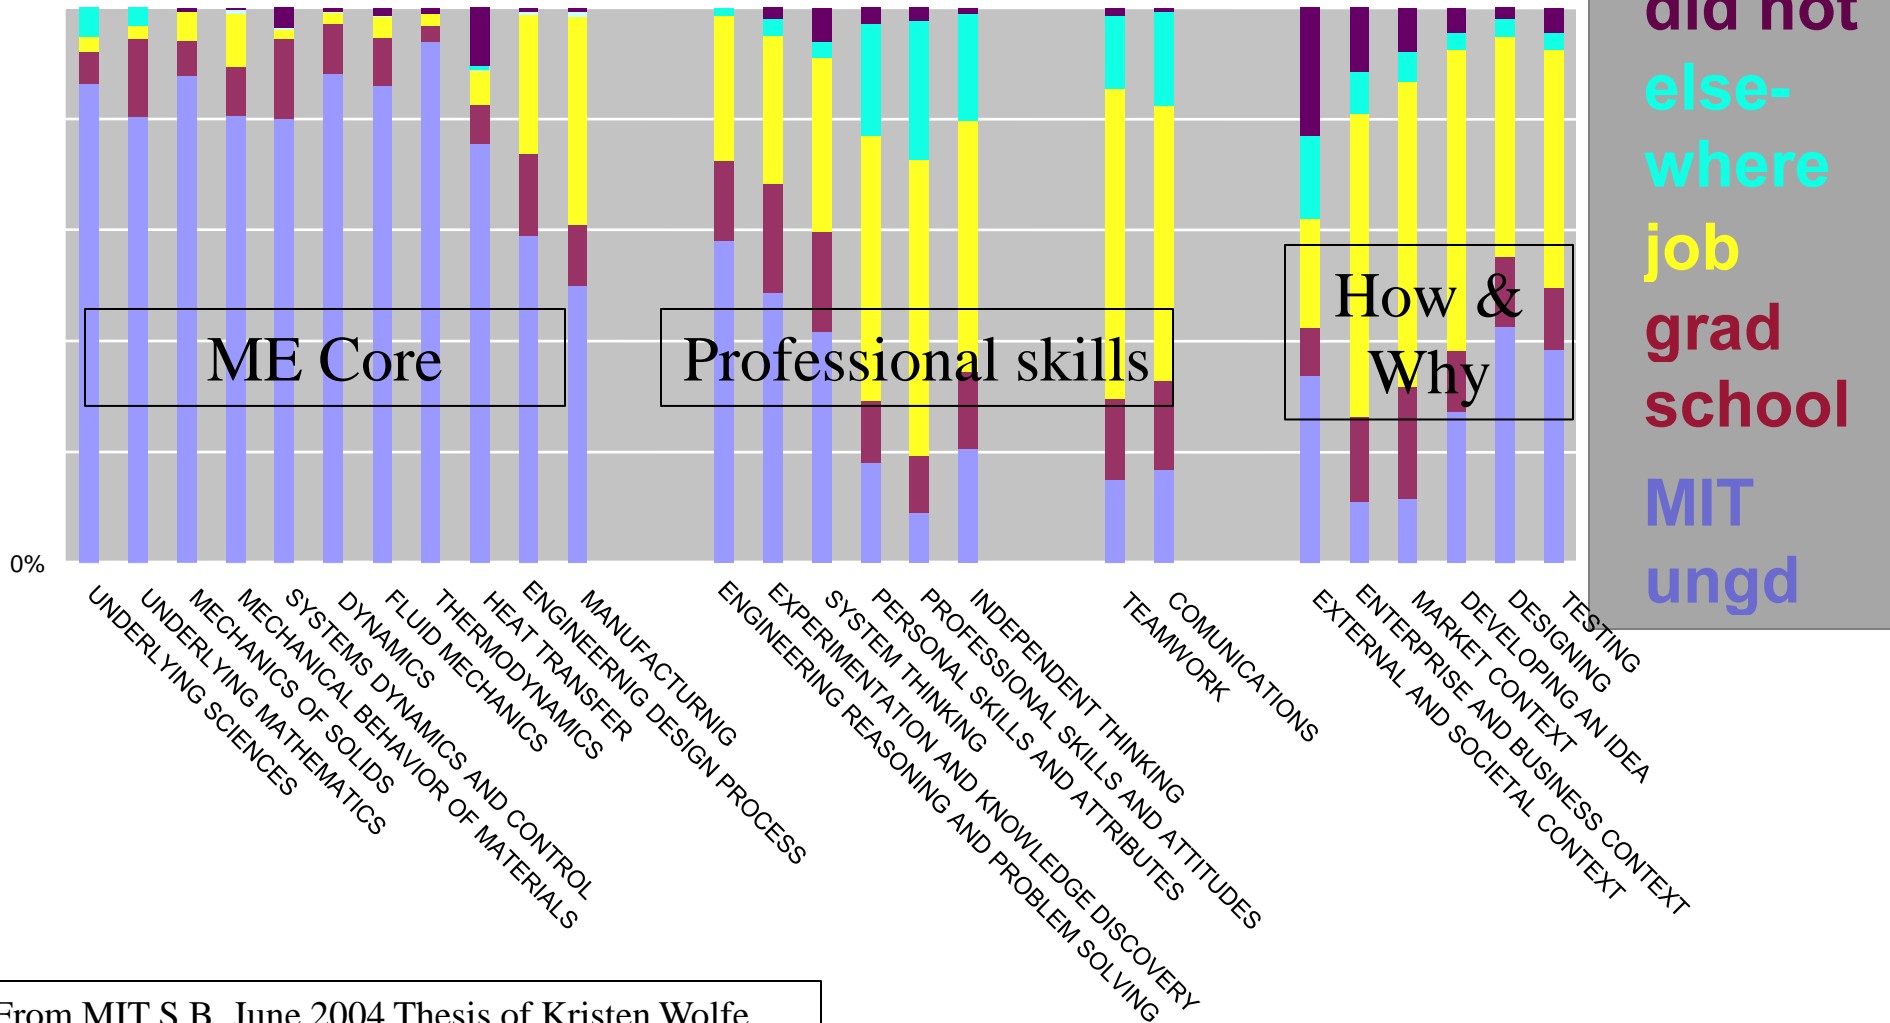 did not
else-
where
job
grad
school
MIT
ungd
ME Core
Professional skills
How &
Why
0%
UNDERLYING SCIENCES
UNDERLYING MATHEMATICS
MECHANICS OF SOLIDS
MECHANICAL BEHAVIOR OF MATERIALS
SYSTEMS DYNAMICS AND CONTROL
DYNAMICS
FLUID MECHANICS
THERMODYNAMICS
HEAT TRANSFER
ENGINEERNIG DESIGN PROCESS
MANUFACTURNIG
ENGINEERING REASONING AND PROBLEM SOLVING
EXPERIMENTATION AND KNOWLEDGE DISCOVERY
SYSTEM THINKING
PERSONAL SKILLS AND ATTRIBUTES
PROFESSIONAL SKILLS AND ATTITUDES
INDEPENDENT THINKING
TEAMWORK
COMUNICATIONS
EXTERNAL AND SOCIETAL CONTEXT
ENTERPRISE AND BUSINESS CONTEXT
MARKET CONTEXT
DEVELOPING AN IDEA
DESIGNING
TESTING
From MIT S.B. June 2004 Thesis of Kristen Wolfe